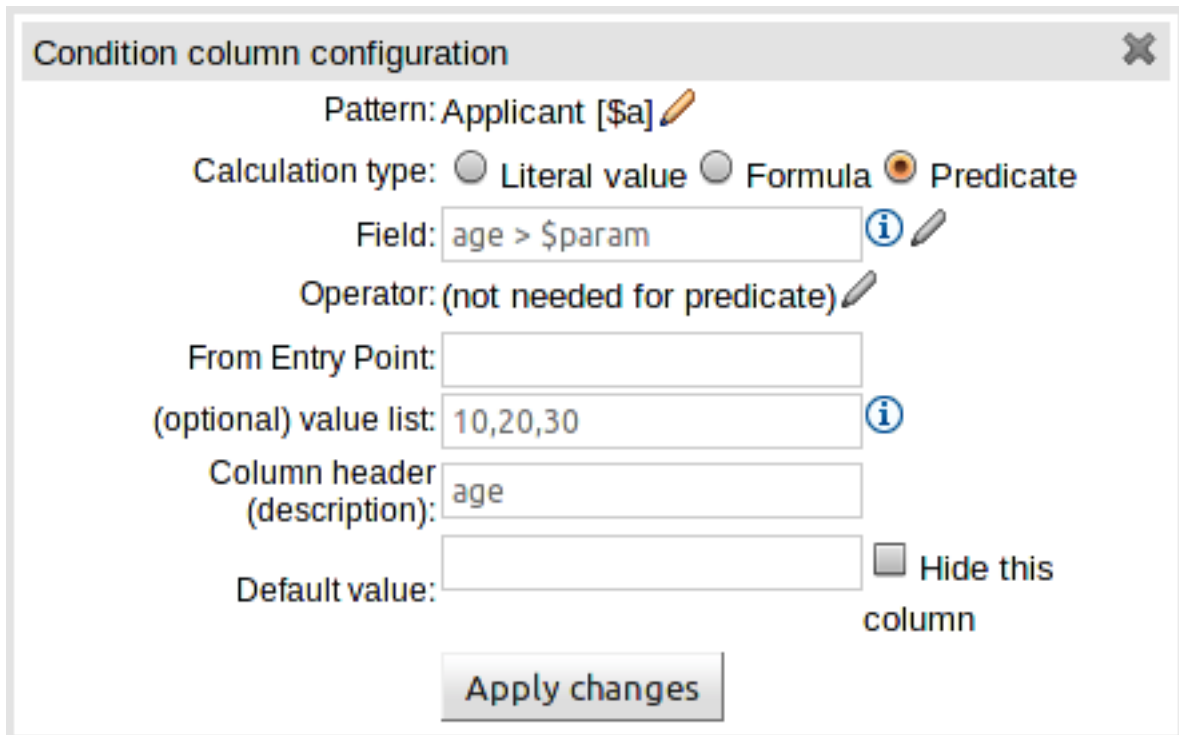 Condition column configuration
Pattern: Applicant [$a]
Calculation type: Literal value Formula Predicate
Field: age > $param
Operator: (not needed for predicate)
From Entry Point:
(optional) value list: 10,20,30
Column header
(description): age
Default value: Hide this
column
Apply changes